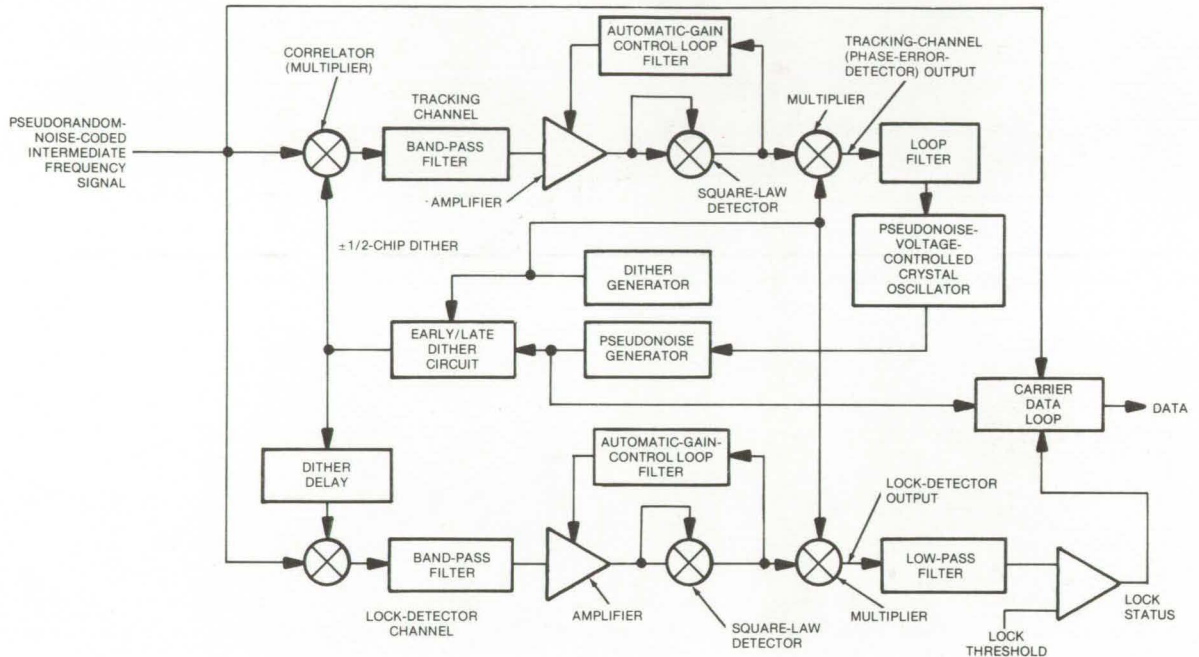 AUTOMATIC-GAIN
CONTROL LOOP
FILTER
CORRELATOR
(MULTIPLIER)
TRACKING-CHANNEL
(PHASE-ERROR-
DETECTOR) OUTPUT
MULTIPLIER
TRACKING
CHANNEL
PSEUDORANDOM-
NOISE-CODED
INTERMEDIATE
FREQUENCY
SIGNAL
BAND-PASS
FILTER
LOOP
FILTER
AMPLIFIER
SQUARE-LAW
DETECTOR
±1/2-CHIP DITHER
DITHER
GENERATOR
PSEUDONOISE-
VOLTAGE-
CONTROLLED
CRYSTAL
OSCILLATOR
EARLY/LATE
DITHER
CIRCUIT
PSEUDONOISE
GENERATOR
CARRIER
DATA
LOOP
DATA
DITHER
DELAY
AUTOMATIC-GAIN-
CONTROL LOOP
FILTER
LOCK-DETECTOR
OUTPUT
BAND-PASS
FILTER
LOW-PASS
FILTER
LOCK-DETECTOR
CHANNEL
AMPLIFIER
SQUARE-LAW
DETECTOR
MULTIPLIER
LOCK
THRESHOLD
LOCK
STATUS